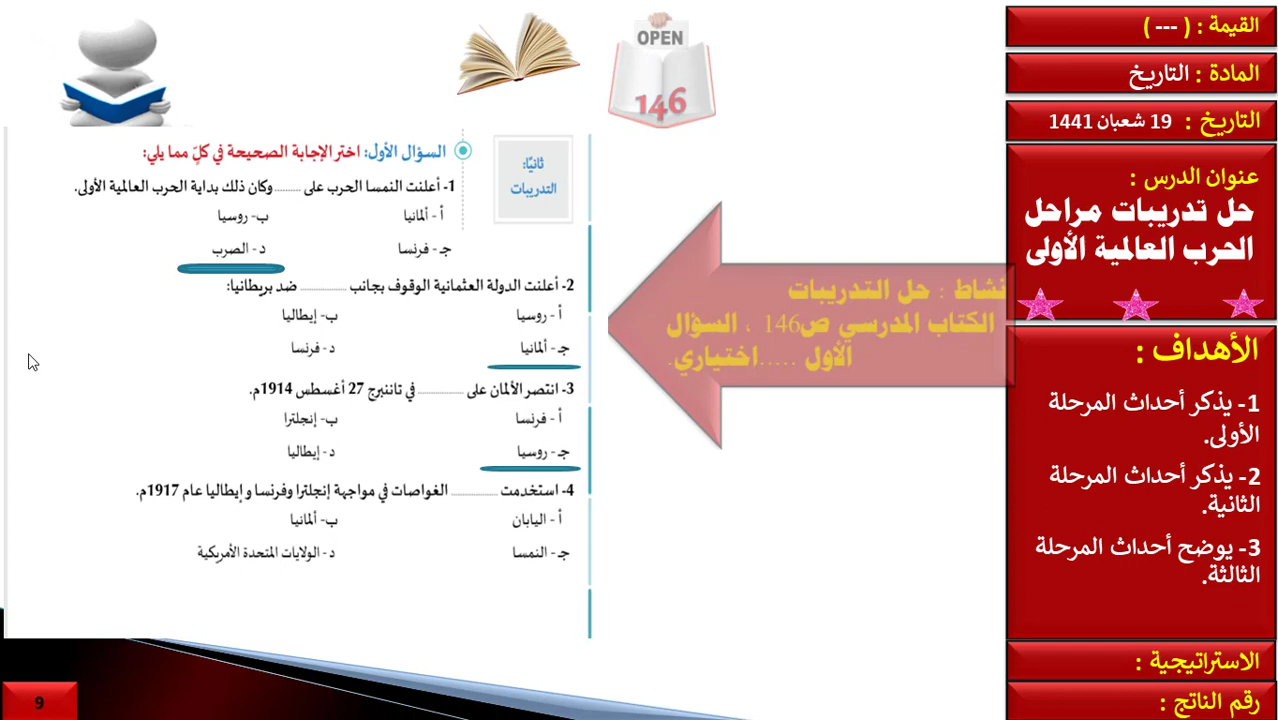 القيمة : ( --- )
المادة : التاريخ
التاريخ : 19 شعبان 1441
عنوان الدرس :
حل تدريبات مراحل
الحرب العالمية الأولى
الأهداف :
1- يذكر أحداث المرحلة
الأولى.
2- يذكر أحداث المرحلة
الثانية.
3- يوضح أحداث المرحلة
الثالثة.
الاستراتيجية :
رقم الناتج :
OPEN
146
نشاط : حل التدريبات
الكتاب المدرسي ص146 ، السؤال
الأول .....اختياري.
ثانيًا:
التدريبات
السؤال الأول: اختر الإجابة الصحيحة في كلٍّ مما يلي:
1- أعلنت النمسا الحرب على ........ وكان ذلك بداية الحرب العالمية الأولى.
أ - ألمانيا ب- روسيا
جـ - فرنسا د - الصرب
2- أعلنت الدولة العثمانية الوقوف بجانب .............. ضد بريطانيا:
أ - روسيا ب- إيطاليا
جـ - ألمانيا د - فرنسا
3- انتصر الألمان على .............. في تاننبرج 27 أغسطس 1914م.
أ - فرنسا ب- إنجلترا
جـ - روسيا د - إيطاليا
4- استخدمت .............. الغواصات في مواجهة إنجلترا وفرنسا و إيطاليا عام 1917م.
أ - اليابان ب- ألمانيا
جـ - النمسا د - الولايات المتحدة الأمريكية
9